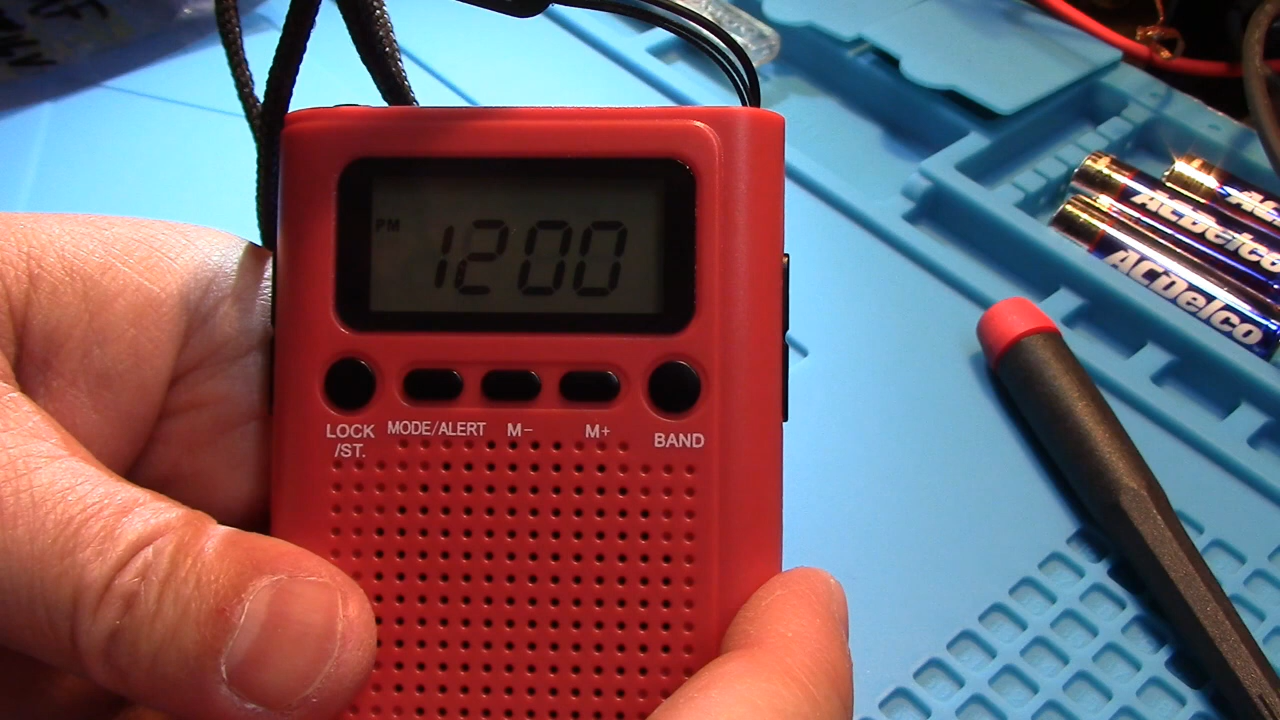 PM
1200
LOCK
/ST.
MODE/ALERT
M-
M+
BAND
ACDelco
ACDelco